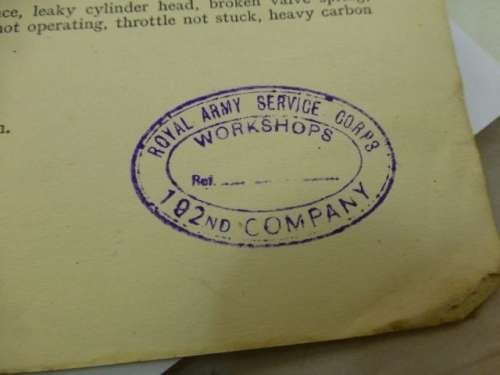 ce, leaky cylinder head, broken valve spring,
not operating, throttle not stuck, heavy carbon
ROYAL ARMY SERVICE CORPS
WORKSHOPS
Ref.
192ND COMPANY